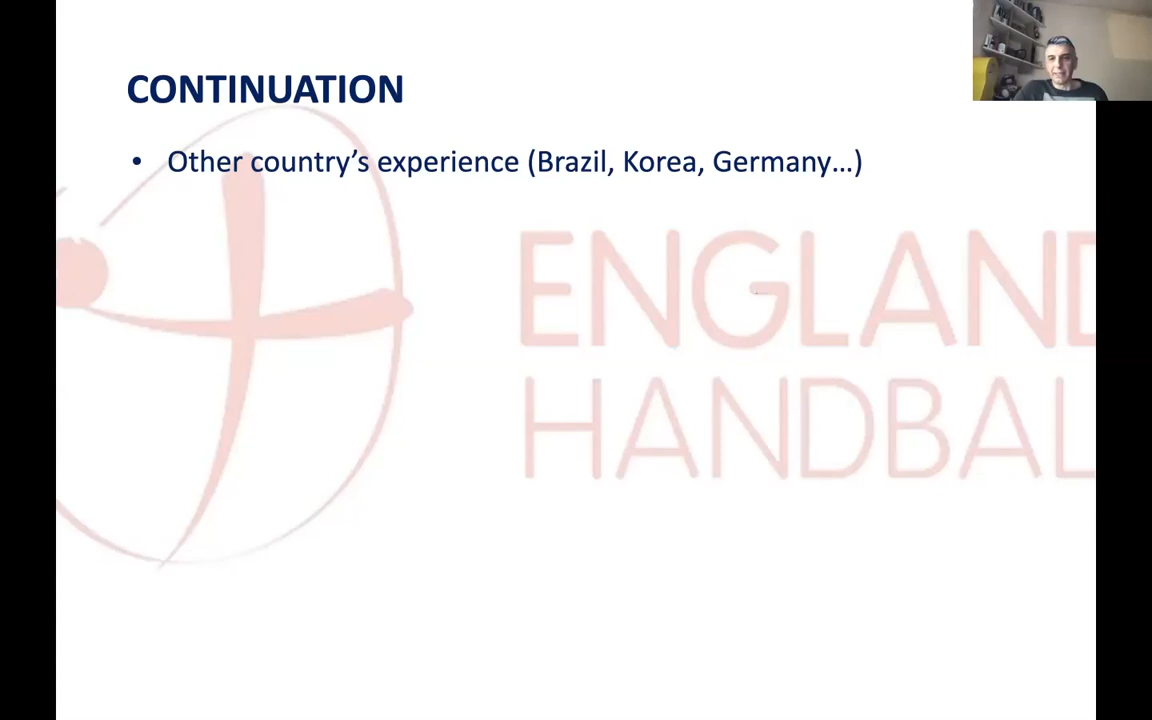 CONTINUATION
• Other country’s experience (Brazil, Korea, Germany...)
ENGLAND
HANDBAL